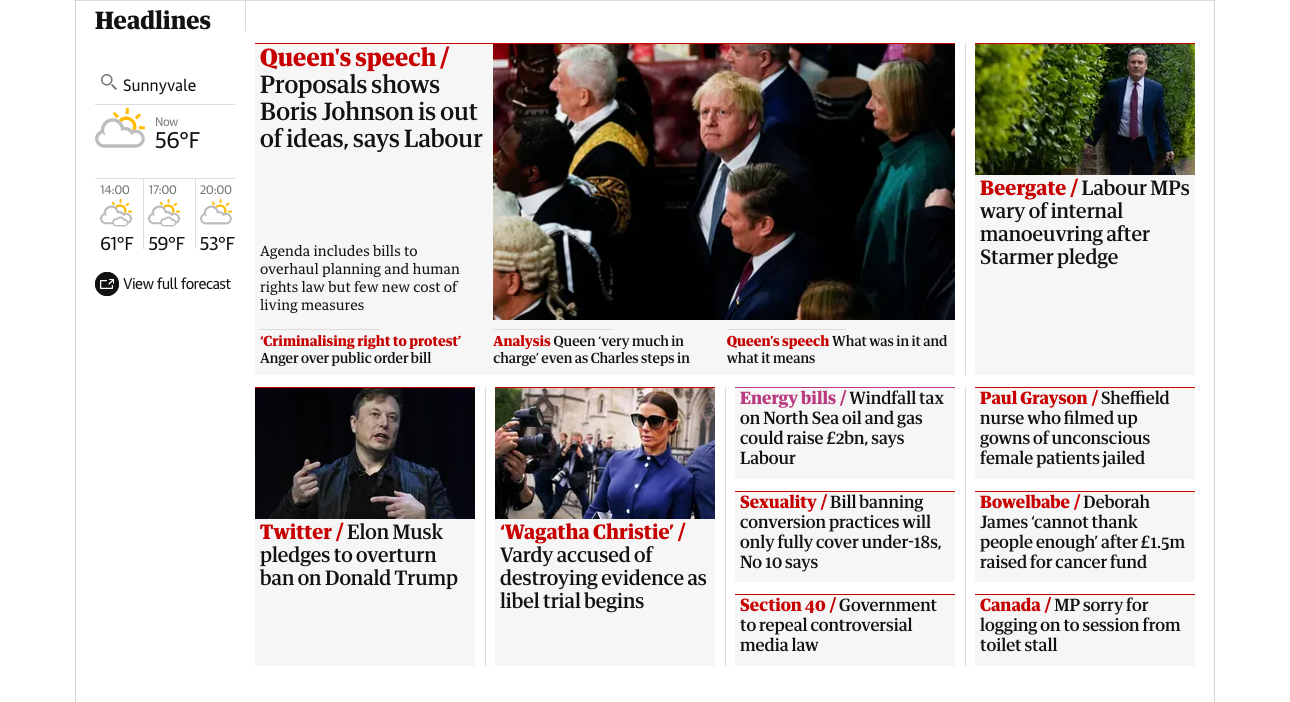 Headlines
Sunnyvale
Now
56°F
14:00
17:00
20:00
61°F
59°F
53°F
View full forecast
Queen's speech /
Proposals shows
Boris Johnson is out
of ideas, says Labour
Agenda includes bills to
overhaul planning and human
rights law but few new cost of
living measures
‘Criminalising right to protest’
Anger over public order bill
Analysis Queen ‘very much in
charge’ even as Charles steps in
Queen’s speech What was in it and
what it means
Beergate / Labour MPs
wary of internal
manoeuvring after
Starmer pledge
Twitter / Elon Musk
pledges to overturn
ban on Donald Trump
‘Wagatha Christie’ /
Vardy accused of
destroying evidence as
libel trial begins
Energy bills / Windfall tax
on North Sea oil and gas
could raise £2bn, says
Labour
Sexuality / Bill banning
conversion practices will
only fully cover under-18s,
No 10 says
Section 40 / Government
to repeal controversial
media law
Paul Grayson / Sheffield
nurse who filmed up
gowns of unconscious
female patients jailed
Bowelbabe / Deborah
James ‘cannot thank
people enough’ after £1.5m
raised for cancer fund
Canada / MP sorry for
logging on to session from
toilet stall